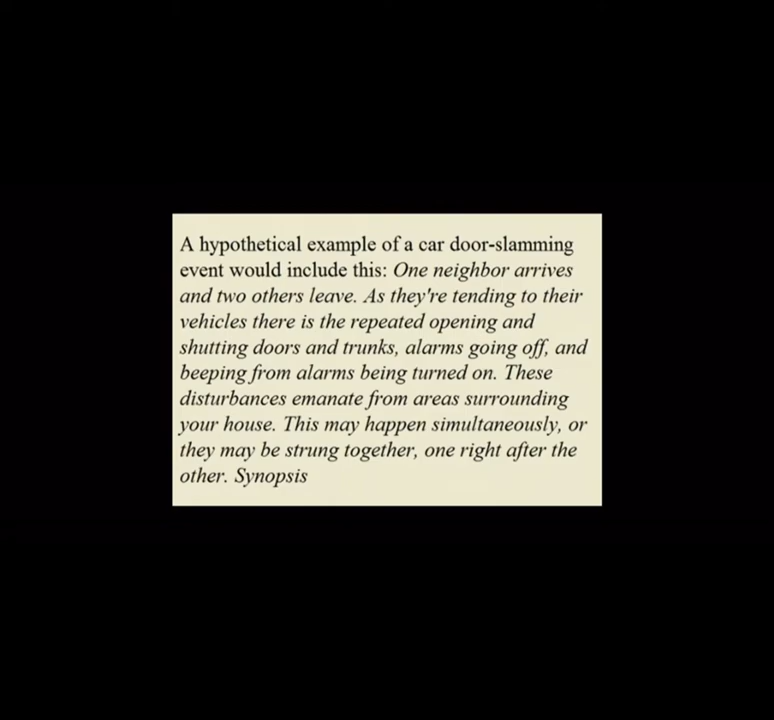 A hypothetical example of a car door-slamming
event would include this: One neighbor arrives
and two others leave. As they're tending to their
vehicles there is the repeated opening and
shutting doors and trunks, alarms going off, and
beeping from alarms being turned on. These
disturbances emanate from areas surrounding
your house. This may happen simultaneously, or
they may be strung together, one right after the
other. Synopsis